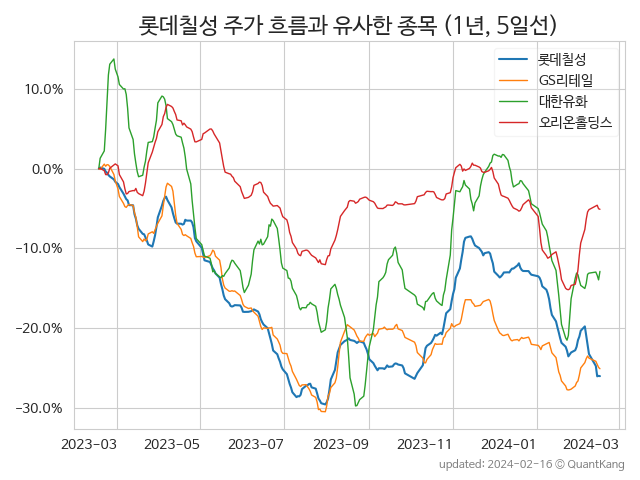 롯데칠성 주가 흐름과 유사한 종목 (1년, 5일선)
롯데칠성
GS리테일
대한유화
오리온홀딩스
10.0%
0.0%
−10.0%
−20.0%
−30.0%
2023-03 2023-05 2023-07 2023-09 2023-11 2024-01 2024-03
updated: 2024-02-16 © QuantKang